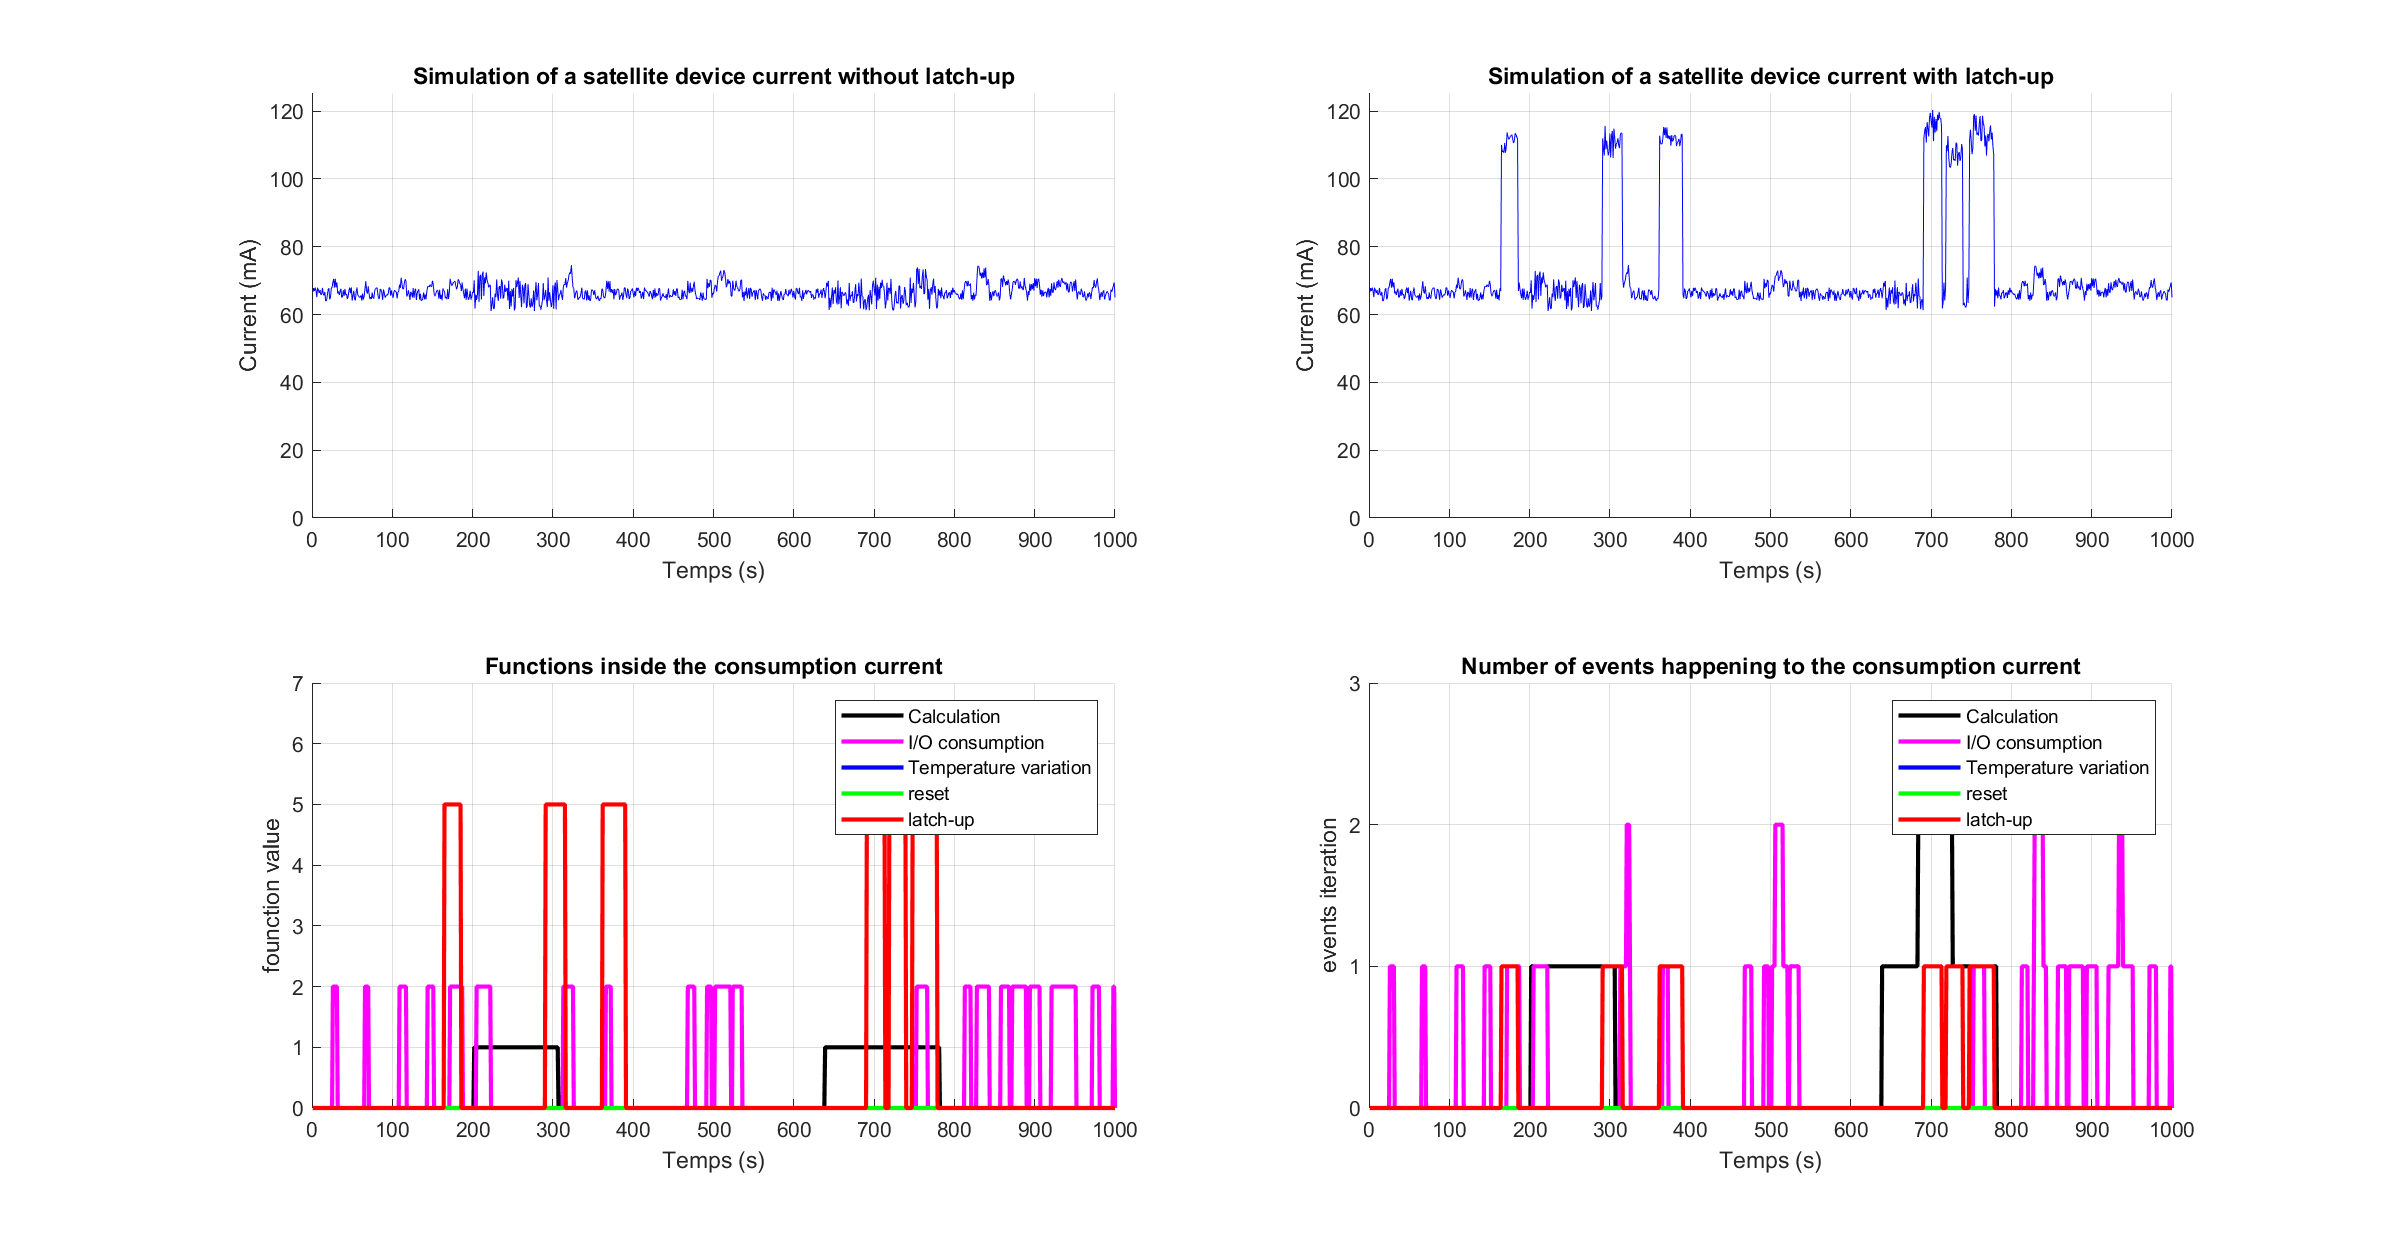 Simulation of a satellite device current without latch-up
120
100
80
60
40
20
0
Current (mA)
0 100 200 300 400 500 600 700 800 900 1000
Temps (s)
Simulation of a satellite device current with latch-up
120
100
80
60
40
20
0
Current (mA)
0 100 200 300 400 500 600 700 800 900 1000
Temps (s)
Functions inside the consumption current
7
6
5
4
3
2
1
0
founction value
Calculation
I/O consumption
Temperature variation
reset
latch-up
0 100 200 300 400 500 600 700 800 900 1000
Temps (s)
Number of events happening to the consumption current
3
2
1
0
events iteration
Calculation
I/O consumption
Temperature variation
reset
latch-up
0 100 200 300 400 500 600 700 800 900 1000
Temps (s)